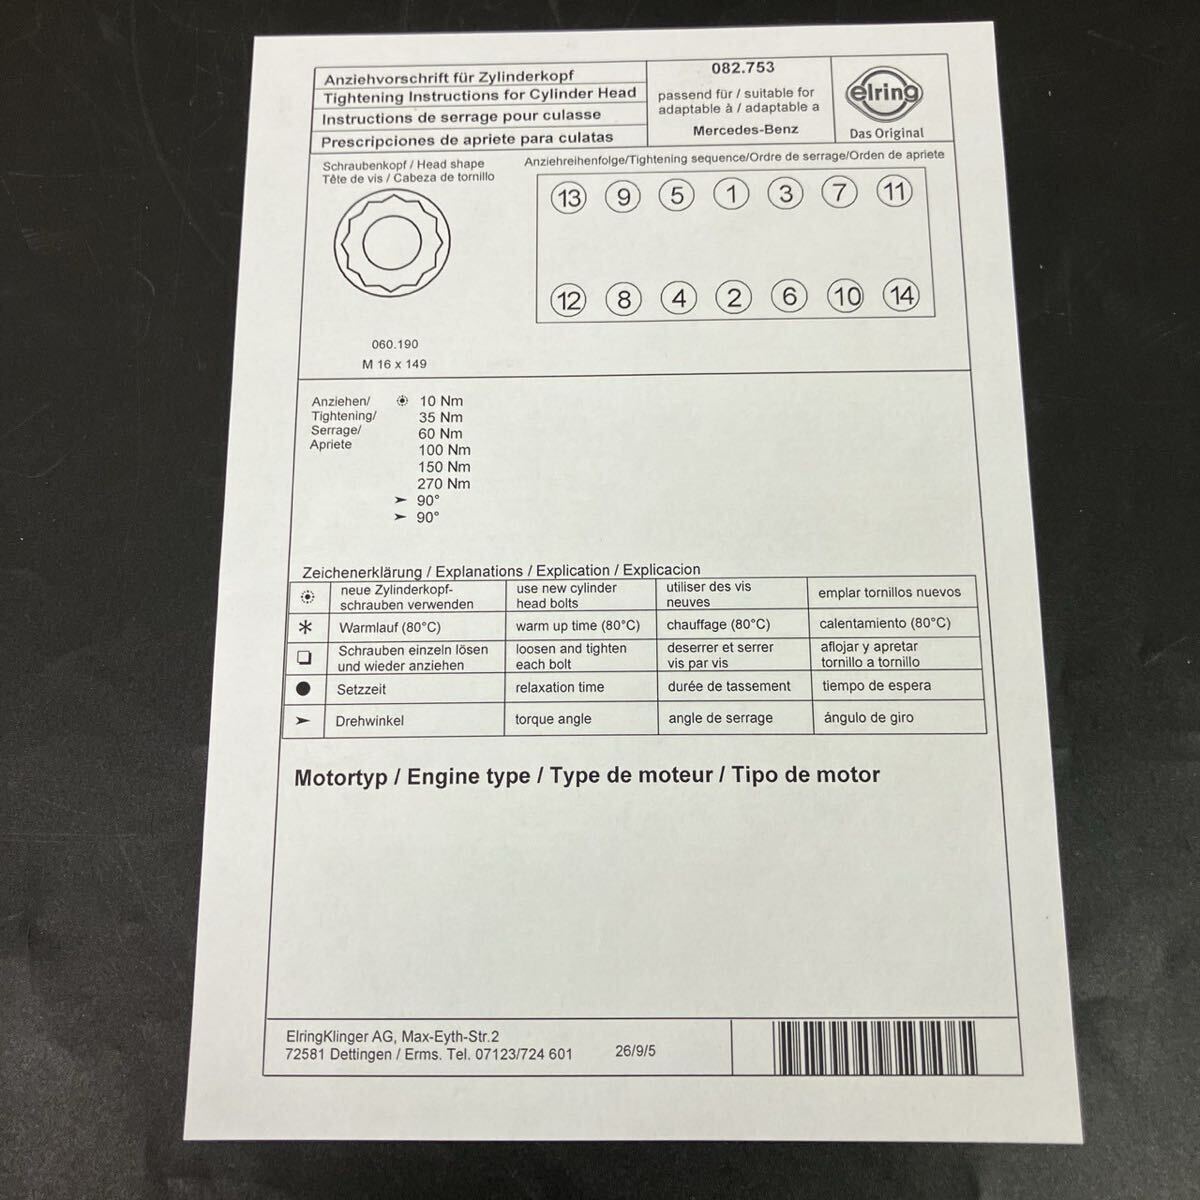 Anziehvorschrift für Zylinderkopf
Tightening Instructions for Cylinder Head
Instructions de serrage pour culasse
Prescripciones de apriete para culatas
082.753
passend für / suitable for
adaptable à / adaptable a
Mercedes-Benz
elring
Das Original
Schraubenkopf / Head shape
Tête de vis / Cabeza de tornillo
060.190
M 16 x 149
Anziehreihenfolge/Tightening sequence/Ordre de serrage/Orden de apriete
13 9 5 1 3 7 11
12 8 4 2 6 10 14
Anziehen/
Tightening/
Serrage/
Apriete
10 Nm
35 Nm
60 Nm
100 Nm
150 Nm
270 Nm
➤ 90°
➤ 90°
Zeichenerklärung / Explanations / Explication / Explicacion
neue Zylinderkopf-
schrauben verwenden
use new cylinder
head bolts
utiliser des vis
neuves
emplar tornillos nuevos
* Warmlauf (80°C)
warm up time (80°C)
chauffage (80°C)
calentamiento (80°C)
❏ Schrauben einzeln lösen
und wieder anziehen
loosen and tighten
each bolt
deserrer et serrer
vis par vis
aflojar y apretar
tornillo a tornillo
● Setzzeit
relaxation time
durée de tassement
tiempo de espera
➤ Drehwinkel
torque angle
angle de serrage
ángulo de giro
Motortyp / Engine type / Type de moteur / Tipo de motor
ElringKlinger AG, Max-Eyth-Str.2
72581 Dettingen / Erms. Tel. 07123/724 601
26/9/5